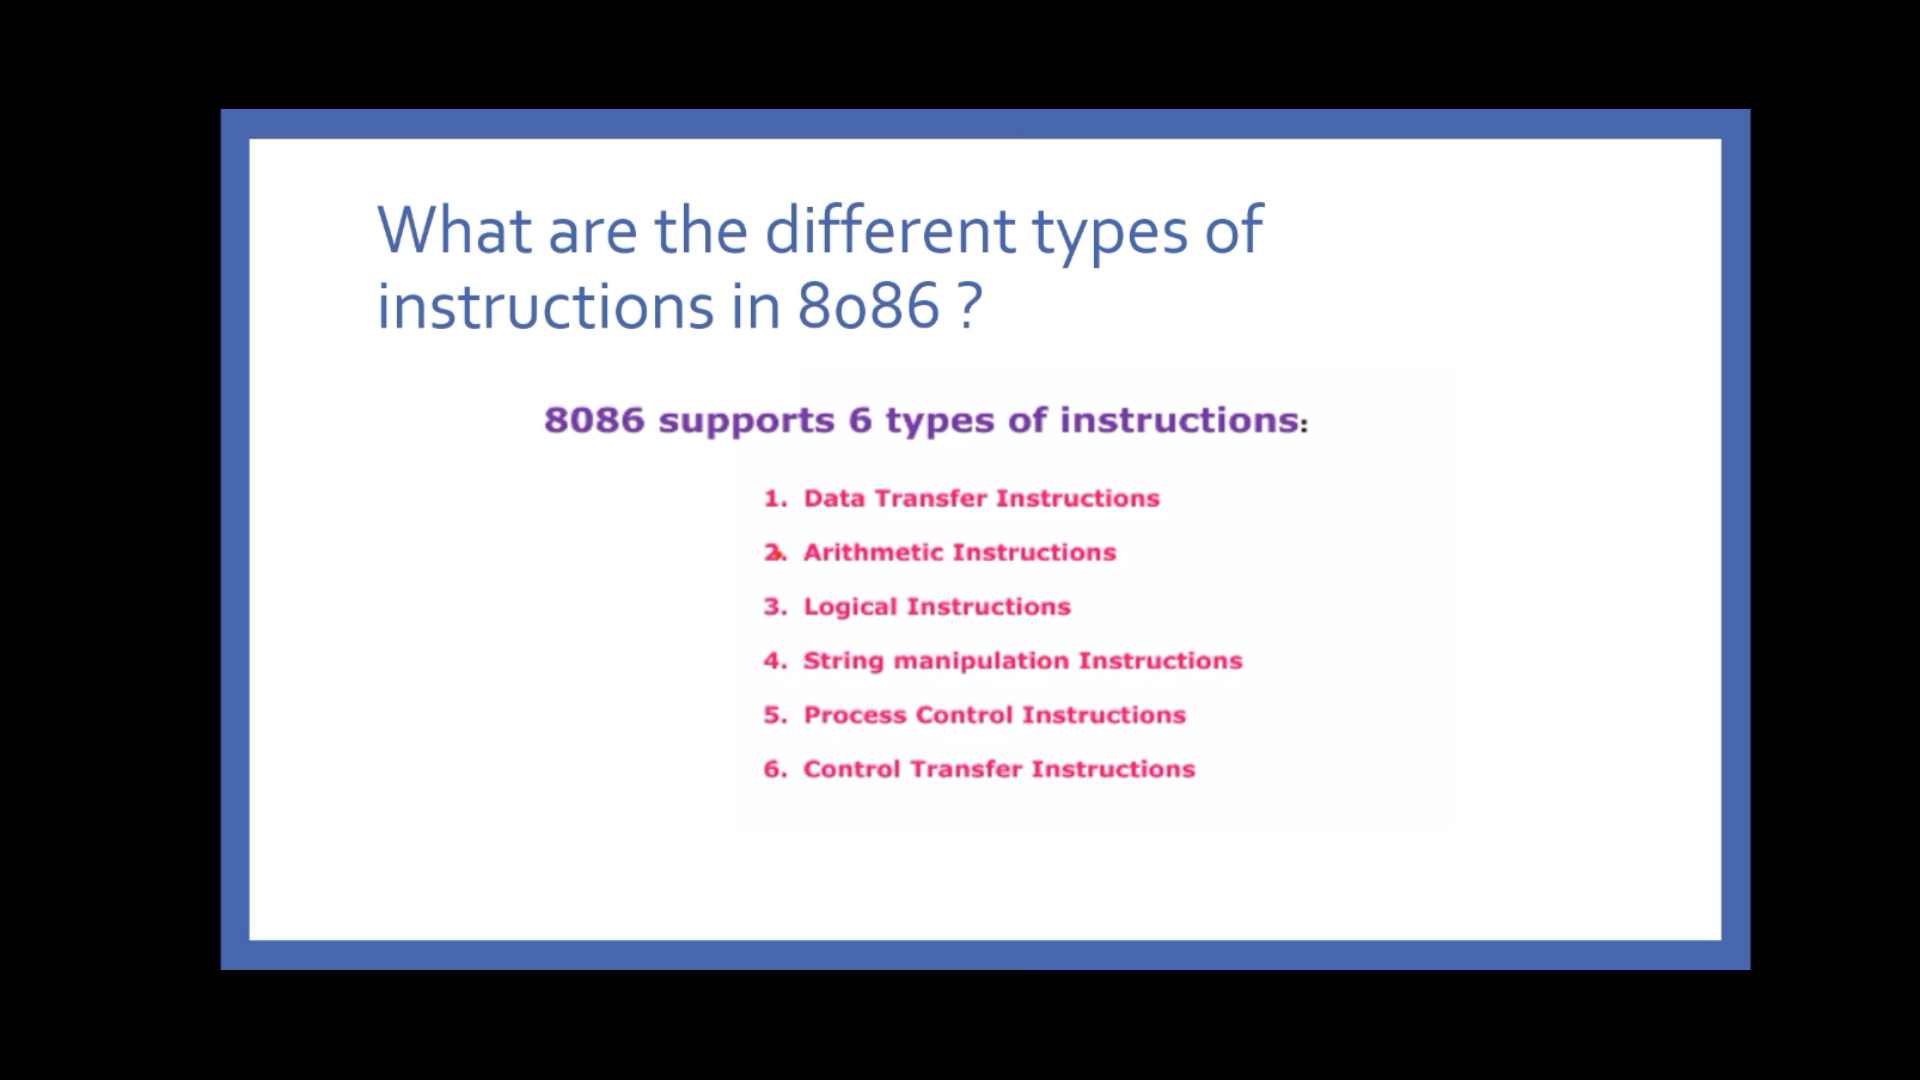 What are the different types of
instructions in 8086 ?
8086 supports 6 types of instructions:
1. Data Transfer Instructions
2. Arithmetic Instructions
3. Logical Instructions
4. String manipulation Instructions
5. Process Control Instructions
6. Control Transfer Instructions